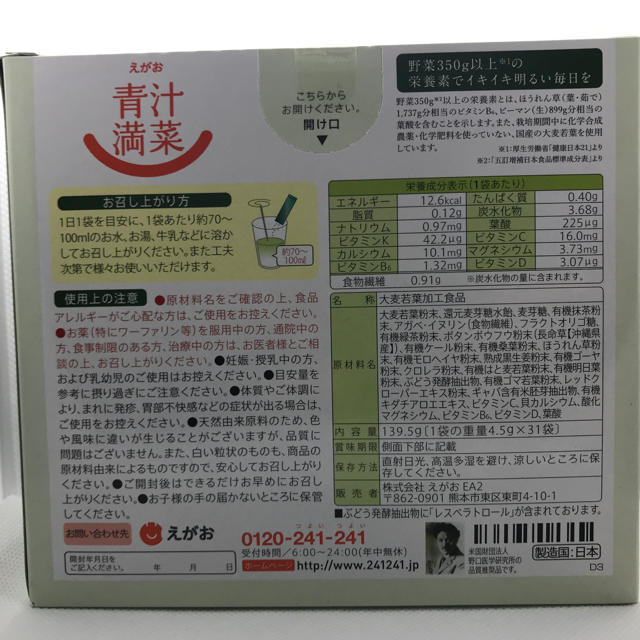 えがお
青汁
満菜
こちらから
お開けください。
開け口
野菜350g以上※1の
栄養素でイキイキ明るい毎日を
野菜350g※2以上の栄養素とは、ほうれん草(葉・茹で)
1,737g分相当のビタミンB6、ピーマン(生)899g分相当の
葉酸を含むことを示します。また、栽培期間中に化学合成
農薬・化学肥料を使っていない、国産の大麦若葉を使用
しています。
※1:厚生労働省「健康日本21」より
※2:「五訂増補日本食品標準成分表」より
お召し上がり方
1日1袋を目安に、1袋あたり約70〜
100mlのお水、お湯、牛乳などに溶か
してお召し上がりください。また工夫
次第で様々お使いいただけます。
約70〜
100ml
栄養成分表示(1袋あたり)
エネルギー 12.6kcal たんぱく質 0.40g
脂質 0.12g 炭水化物 3.68g
ナトリウム 0.97mg 葉酸 225μg
ビタミンK 42.2μg ビタミンC 16.0mg
カルシウム 10.1mg マグネシウム 3.73mg
ビタミンB6 1.32mg ビタミンD 3.07μg
食物繊維 0.91g ※炭水化物の量に含まれます。
使用上の注意 ●原材料名をご確認の上、食品
アレルギーがご心配な方は、ご使用をお控えください。
●お薬(特にワーファリン等)を服用中の方、通院中の
方、食事制限のある方、治療中の方は、お医者様とご相
談の上、お召し上がりください。●妊娠・授乳中の方、
および乳幼児のご使用はお控えください。●目安量を
参考に摂り過ぎにご注意ください。●体質やご体調に
より、まれに発疹、胃部不快感などの症状が出る場合は、
ご使用をお控えください。●天然由来原料のため、色
や風味に違いが生じることがございますが、品質に
問題はございません。また、白い粒状のものも、商品の
原材料由来によるものですので、安心してお召し上がり
ください。●ご開封後はできるだけお早めにお召し上
がりください。●お子様の手の届かないところに保管
してください。
名称 大麦若葉加工食品
原材料名 大麦若葉粉末、還元麦芽糖水飴、麦芽糖、有機抹茶粉
末、アガベ・イヌリン(食物繊維)、フラクトオリゴ糖、
有機緑茶粉末、ボタンボウフウ粉末(長命草【沖縄県
産】)、有機ケール粉末、有機桑葉粉末、ほうれん草粉
末、有機モロヘイヤ粉末、熟成黒生姜粉末、有機ゴーヤ
粉末、クロレラ粉末、有機はと麦若葉粉末、有機明日葉
粉末、ぶどう発酵抽出物、有機ゴマ若葉粉末、レッドク
ローバーエキス粉末、ギャバ含有米胚芽抽出物、有機
キダチアロエエキス、ビタミンC、貝カルシウム、酸化
マグネシウム、ビタミンB6、ビタミンD、葉酸
内容量 139.5g〔1袋の重量4.5g×31袋〕
賞味期限 側面下部に記載
保存方法 直射日光、高温多湿を避け、涼しいところに保
存してください。
販売者 株式会社 えがお EA2
〒862-0901 熊本市東区東町4-10-1
■ぶどう発酵抽出物に「レスベラトロール」が含まれております。
お問い合わせ先 えがお
つよい つよい
0120-241-241
受付時間/6:00〜24:00(年中無休)
ホームページ http://www.241241.jp
開封年月日を
ご記入ください。 年 月 日
米国財団法人
野口医学研究所の
品質推奨品です。
製造国:日本
D3